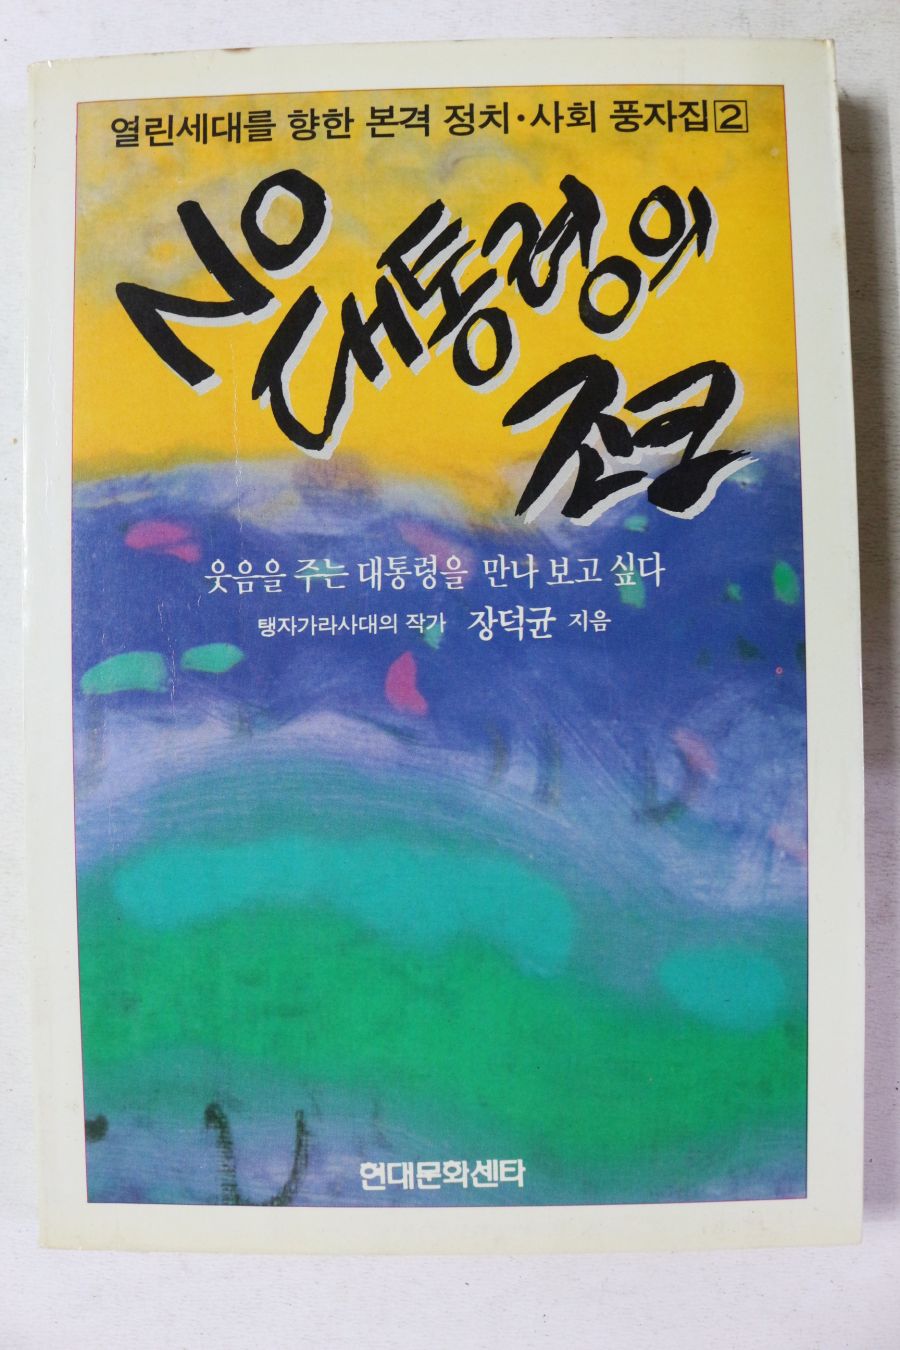 열린세대를 향한 본격 정치·사회 풍자집 2
NO
대통령의
조크
웃음을 주는 대통령을 만나 보고 싶다
탱자가라사대의 작가 장덕균 지음
현대문화센타